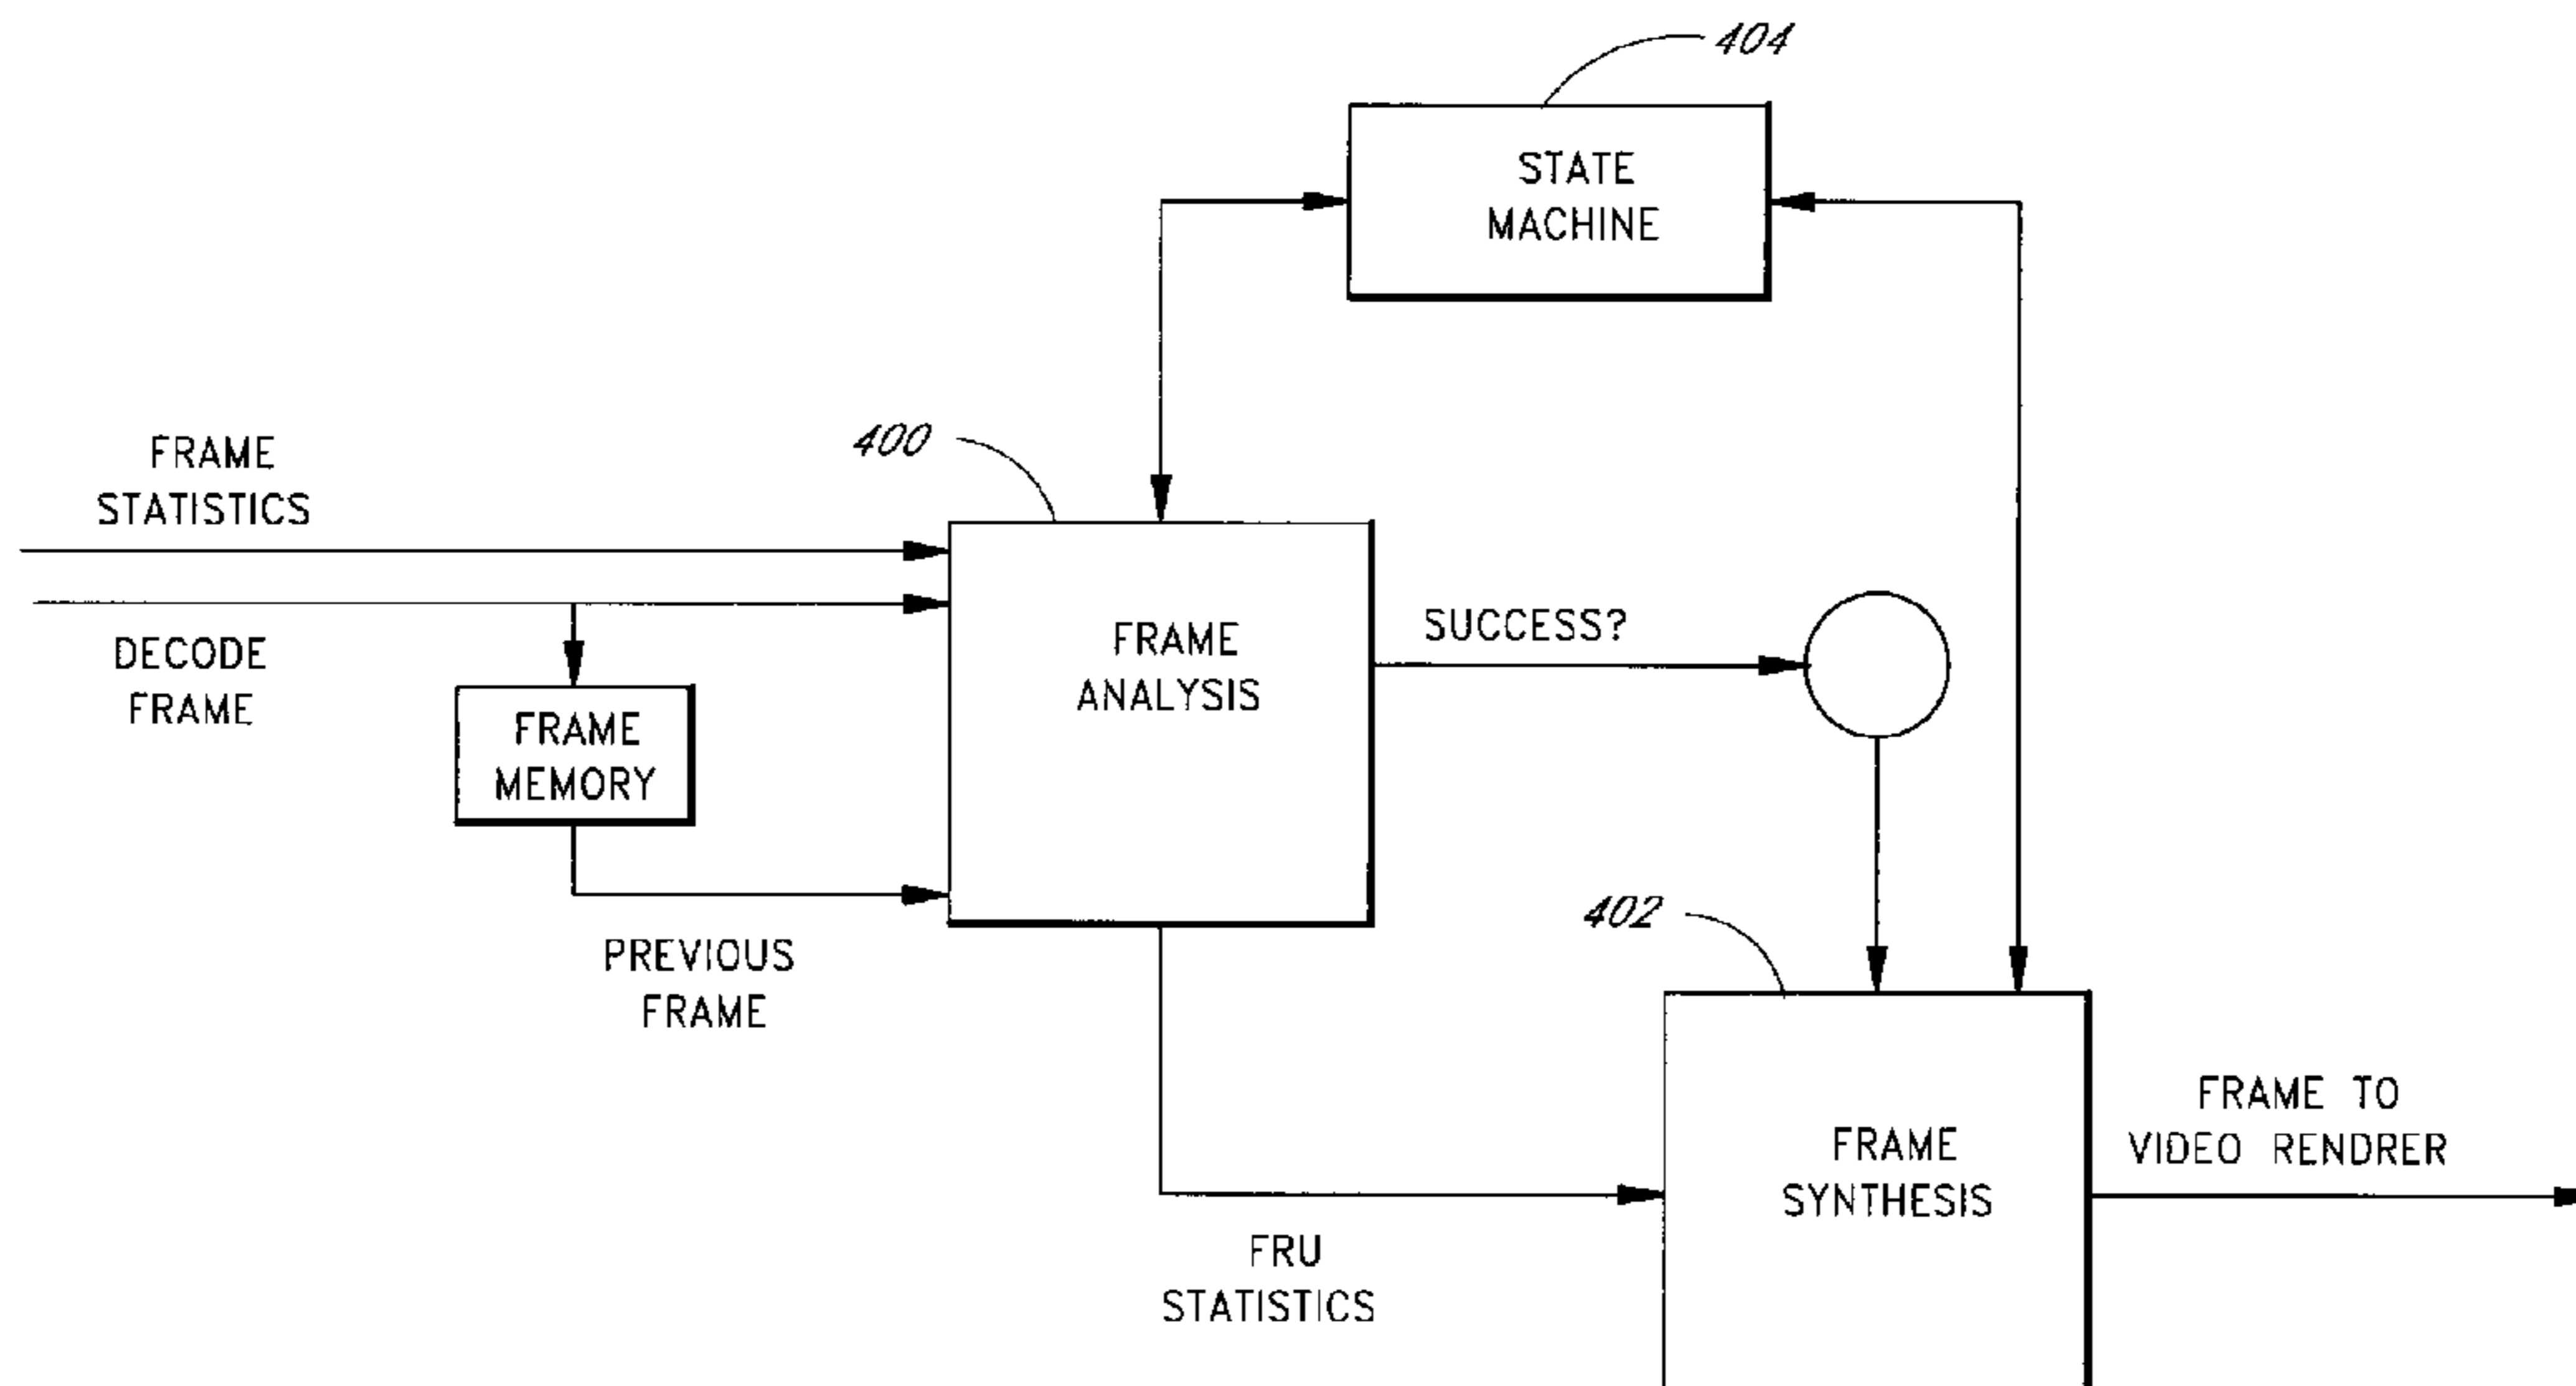 404
STATE
MACHINE
400
FRAME
STATISTICS
DECODE
FRAME
FRAME
MEMORY
PREVIOUS
FRAME
FRAME
ANALYSIS
SUCCESS?
402
FRU
STATISTICS
FRAME
SYNTHESIS
FRAME TO
VIDEO RENDRER